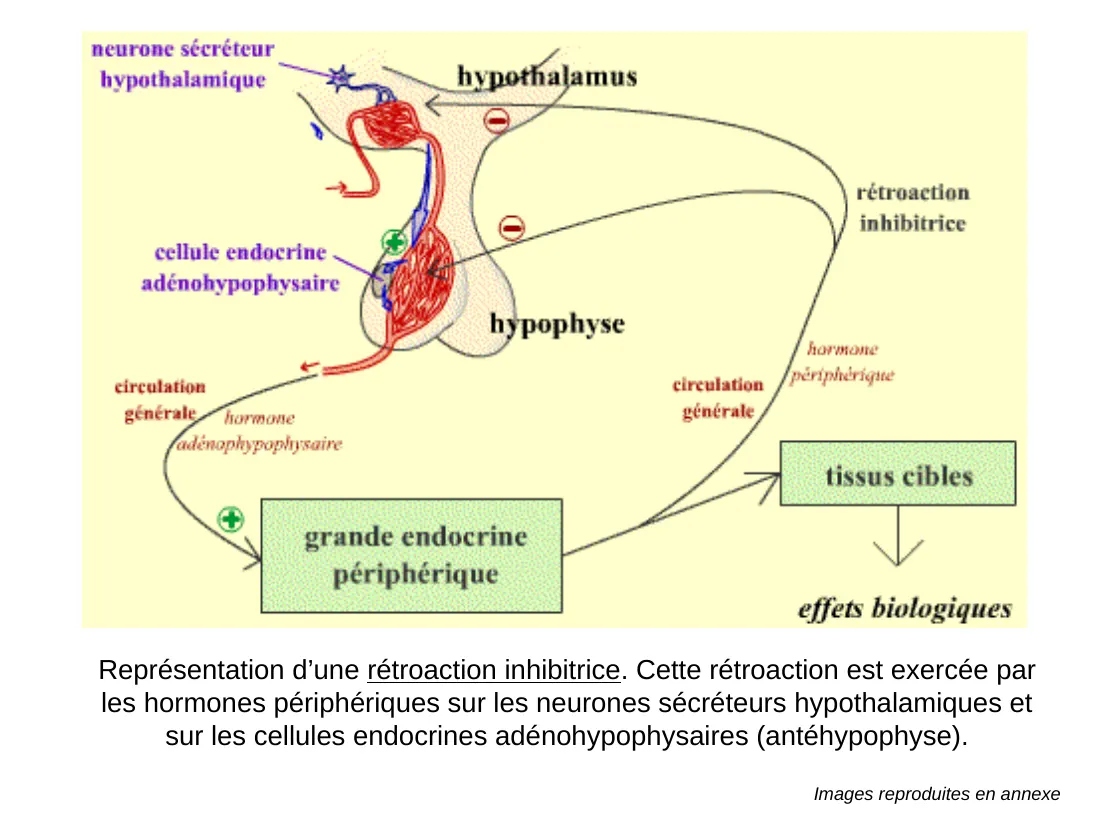 neurone sécréteur
hypothalamique
hypothalamus
rétroaction
inhibitrice
cellule endocrine
adénohypophysaire
hypophyse
hormone
périphérique
circulation
générale
hormone
adénophypophysaire
circulation
générale
tissus cibles
grande endocrine
périphérique
effets biologiques
Représentation d’une rétroaction inhibitrice. Cette rétroaction est exercée par
les hormones périphériques sur les neurones sécréteurs hypothalamiques et
sur les cellules endocrines adénohypophysaires (antéhypophyse).
Images reproduites en annexe